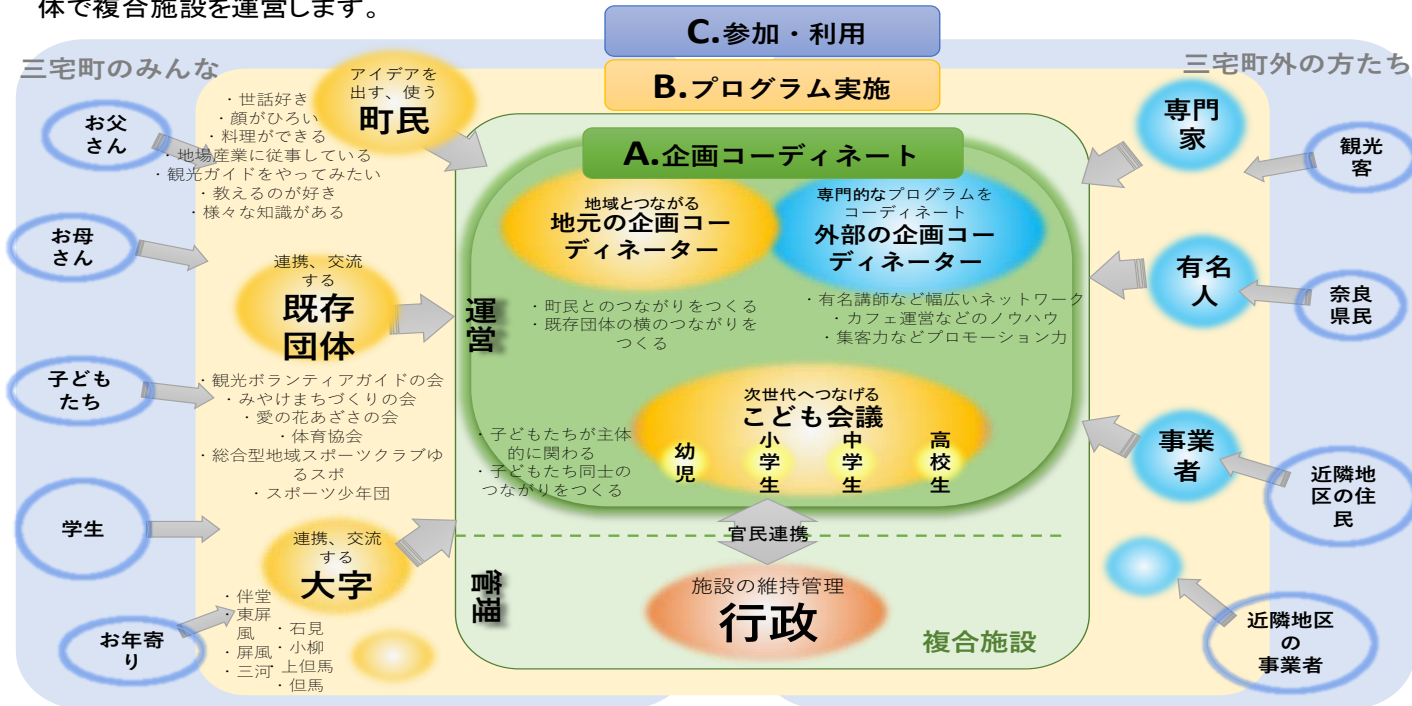 体で複合施設を運営します。
C.参加・利用
B.プログラム実施
A.企画コーディネート
三宅町のみんな
お父
さん
お母
さん
子ども
たち
学生
お年寄
り
アイデアを
出す、使う
町民
・世話好き
・顔がひろい
・料理ができる
・地場産業に従事している
・観光ガイドをやってみたい
・教えるのが好き
・様々な知識がある
連携、交流
する
既存
団体
・観光ボランティアガイドの会
・みやけまちづくりの会
・愛の花あざさの会
・体育協会
・総合型地域スポーツクラブゆ
るスポ
・スポーツ少年団
連携、交流
する
大字
・伴堂
・東屏
風
・屏風
・三河
・石見
・小柳
・上但馬
・但馬
運営
地域とつながる
地元の企画コー
ディネーター
・町民とのつながりをつくる
・既存団体の横のつながりを
つくる
専門的なプログラムを
コーディネート
外部の企画コー
ディネーター
・有名講師など幅広いネットワーク
・カフェ運営などのノウハウ
・集客力などプロモーション力
次世代へつなげる
こども会議
幼児
小学生
中学生
高校生
・子どもたちが主体
的に関わる
・子どもたち同士の
つながりをつくる
官民連携
管理
施設の維持管理
行政
複合施設
三宅町外の方たち
専門
家
有名
人
事業
者
観光
客
奈良
県民
近隣地
区の住
民
近隣地区
の
事業者